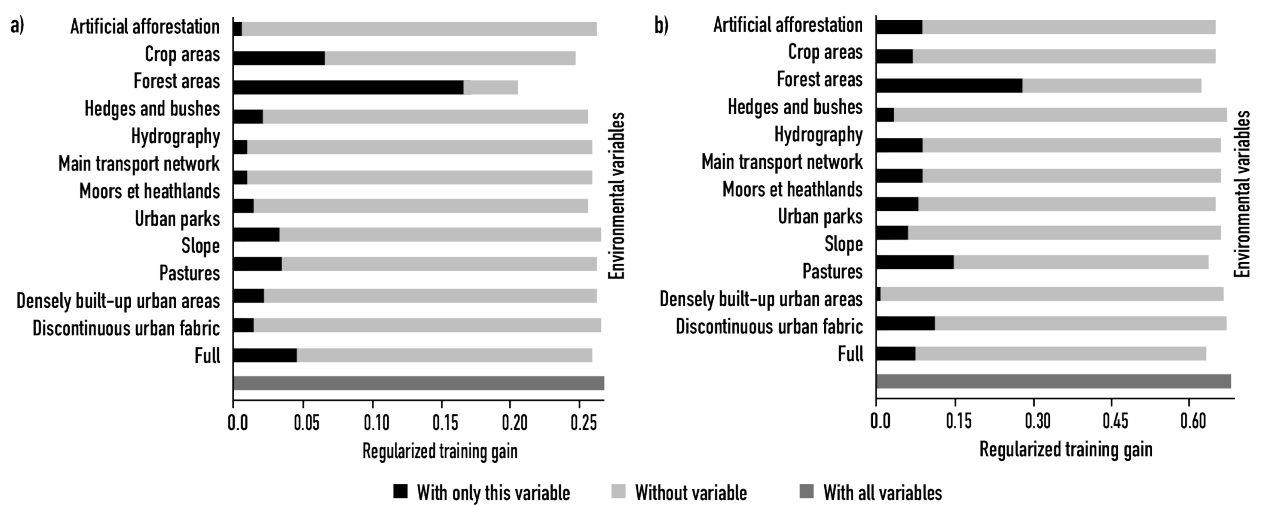 a)
Artificial afforestation
Crop areas
Forest areas
Hedges and bushes
Hydrography
Main transport network
Moors et heathlands
Urban parks
Slope
Pastures
Densely built-up urban areas
Discontinuous urban fabric
Full
0.0 0.05 0.10 0.15 0.20 0.25
Regularized training gain
Environmental variables
b)
Artificial afforestation
Crop areas
Forest areas
Hedges and bushes
Hydrography
Main transport network
Moors et heathlands
Urban parks
Slope
Pastures
Densely built-up urban areas
Discontinuous urban fabric
Full
0.0 0.15 0.30 0.45 0.60
Regularized training gain
Environmental variables
With only this variable Without variable With all variables